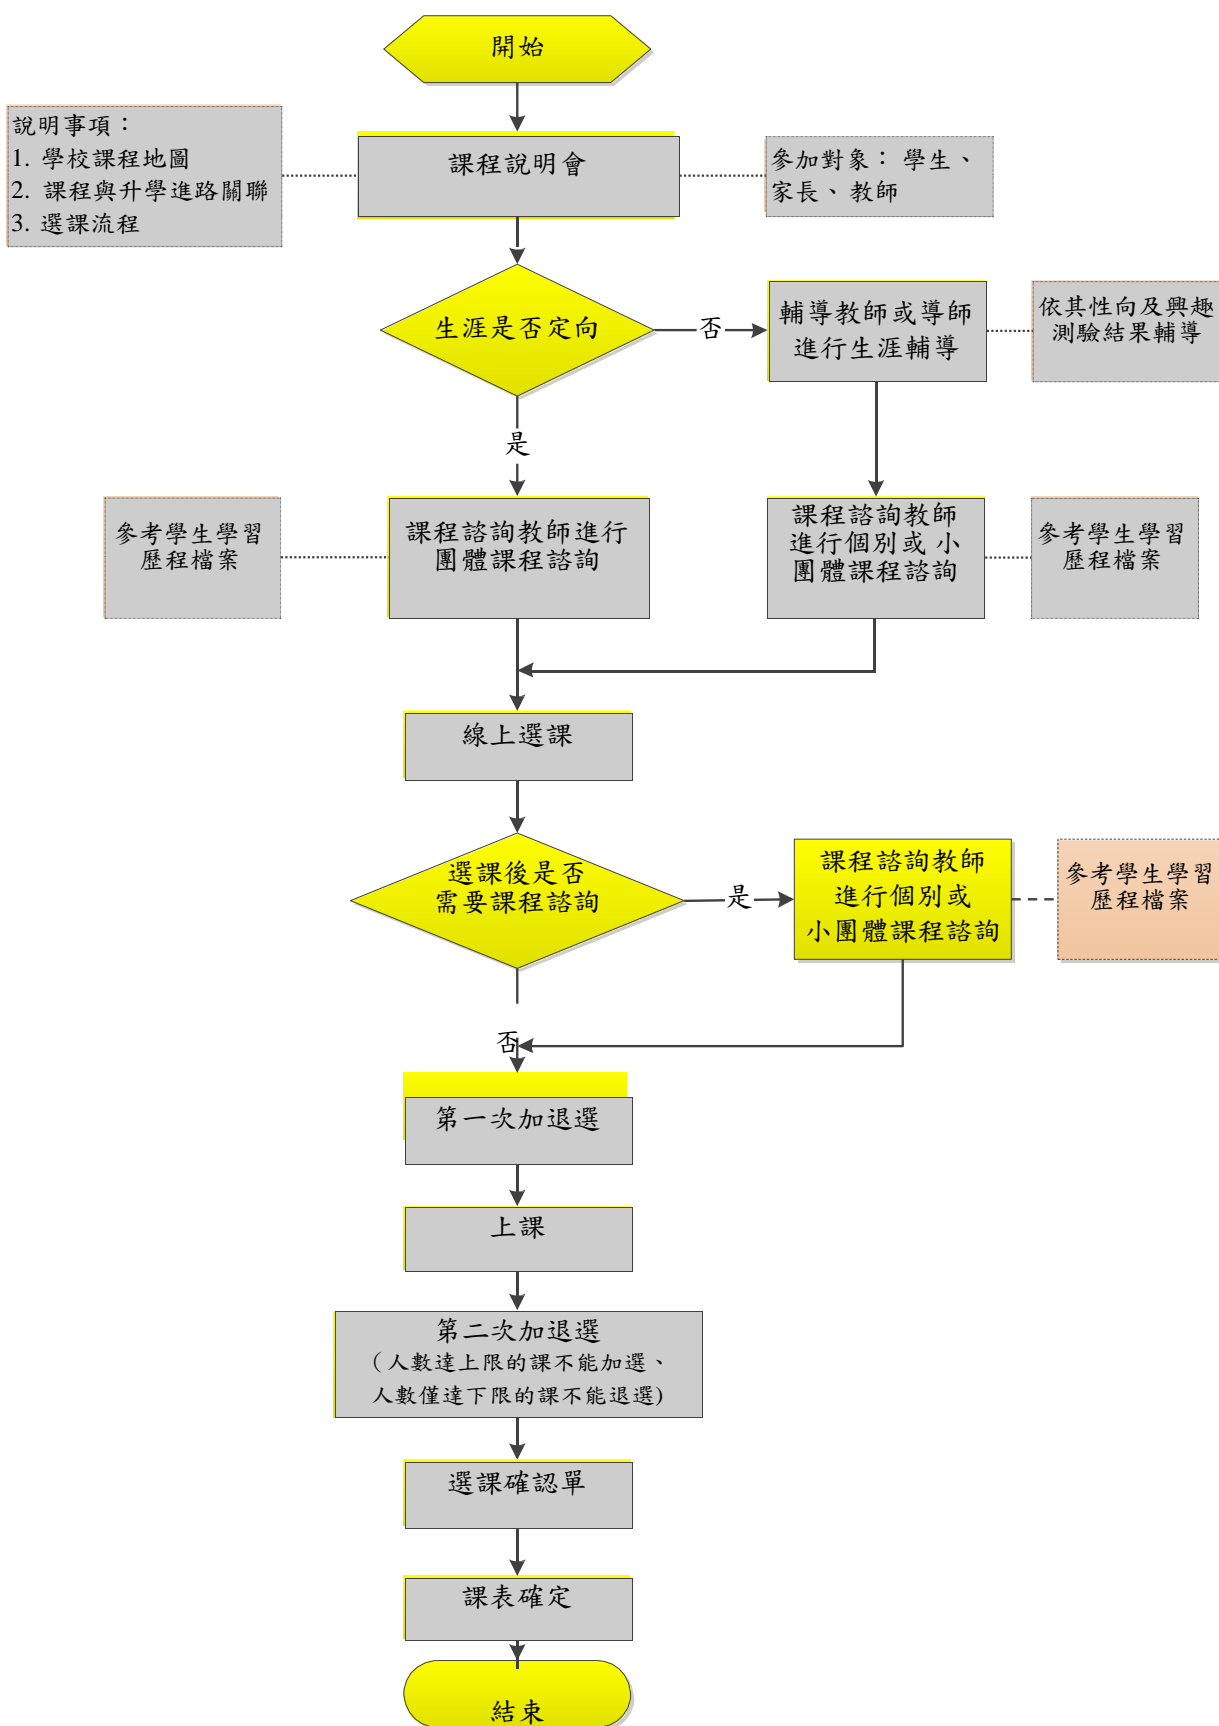 開始
說明事項：
1. 學校課程地圖
2. 課程與升學進路關聯
3. 選課流程
課程說明會
參加對象： 學生、
家長、教師
生涯是否定向
否
輔導教師或導師
進行生涯輔導
依其性向及興趣
測驗結果輔導
是
參考學生學習
歷程檔案
課程諮詢教師進行
團體課程諮詢
課程諮詢教師
進行個別或 小
團體課程諮詢
參考學生學習
歷程檔案
線上選課
選課後是否
需要課程諮詢
是
課程諮詢教師
進行個別或
小團體課程諮詢
參考學生學習
歷程檔案
否
第一次加退選
上課
第二次加退選
（人數達上限的課不能加選、
人數僅達下限的課不能退選)
選課確認單
課表確定
結束